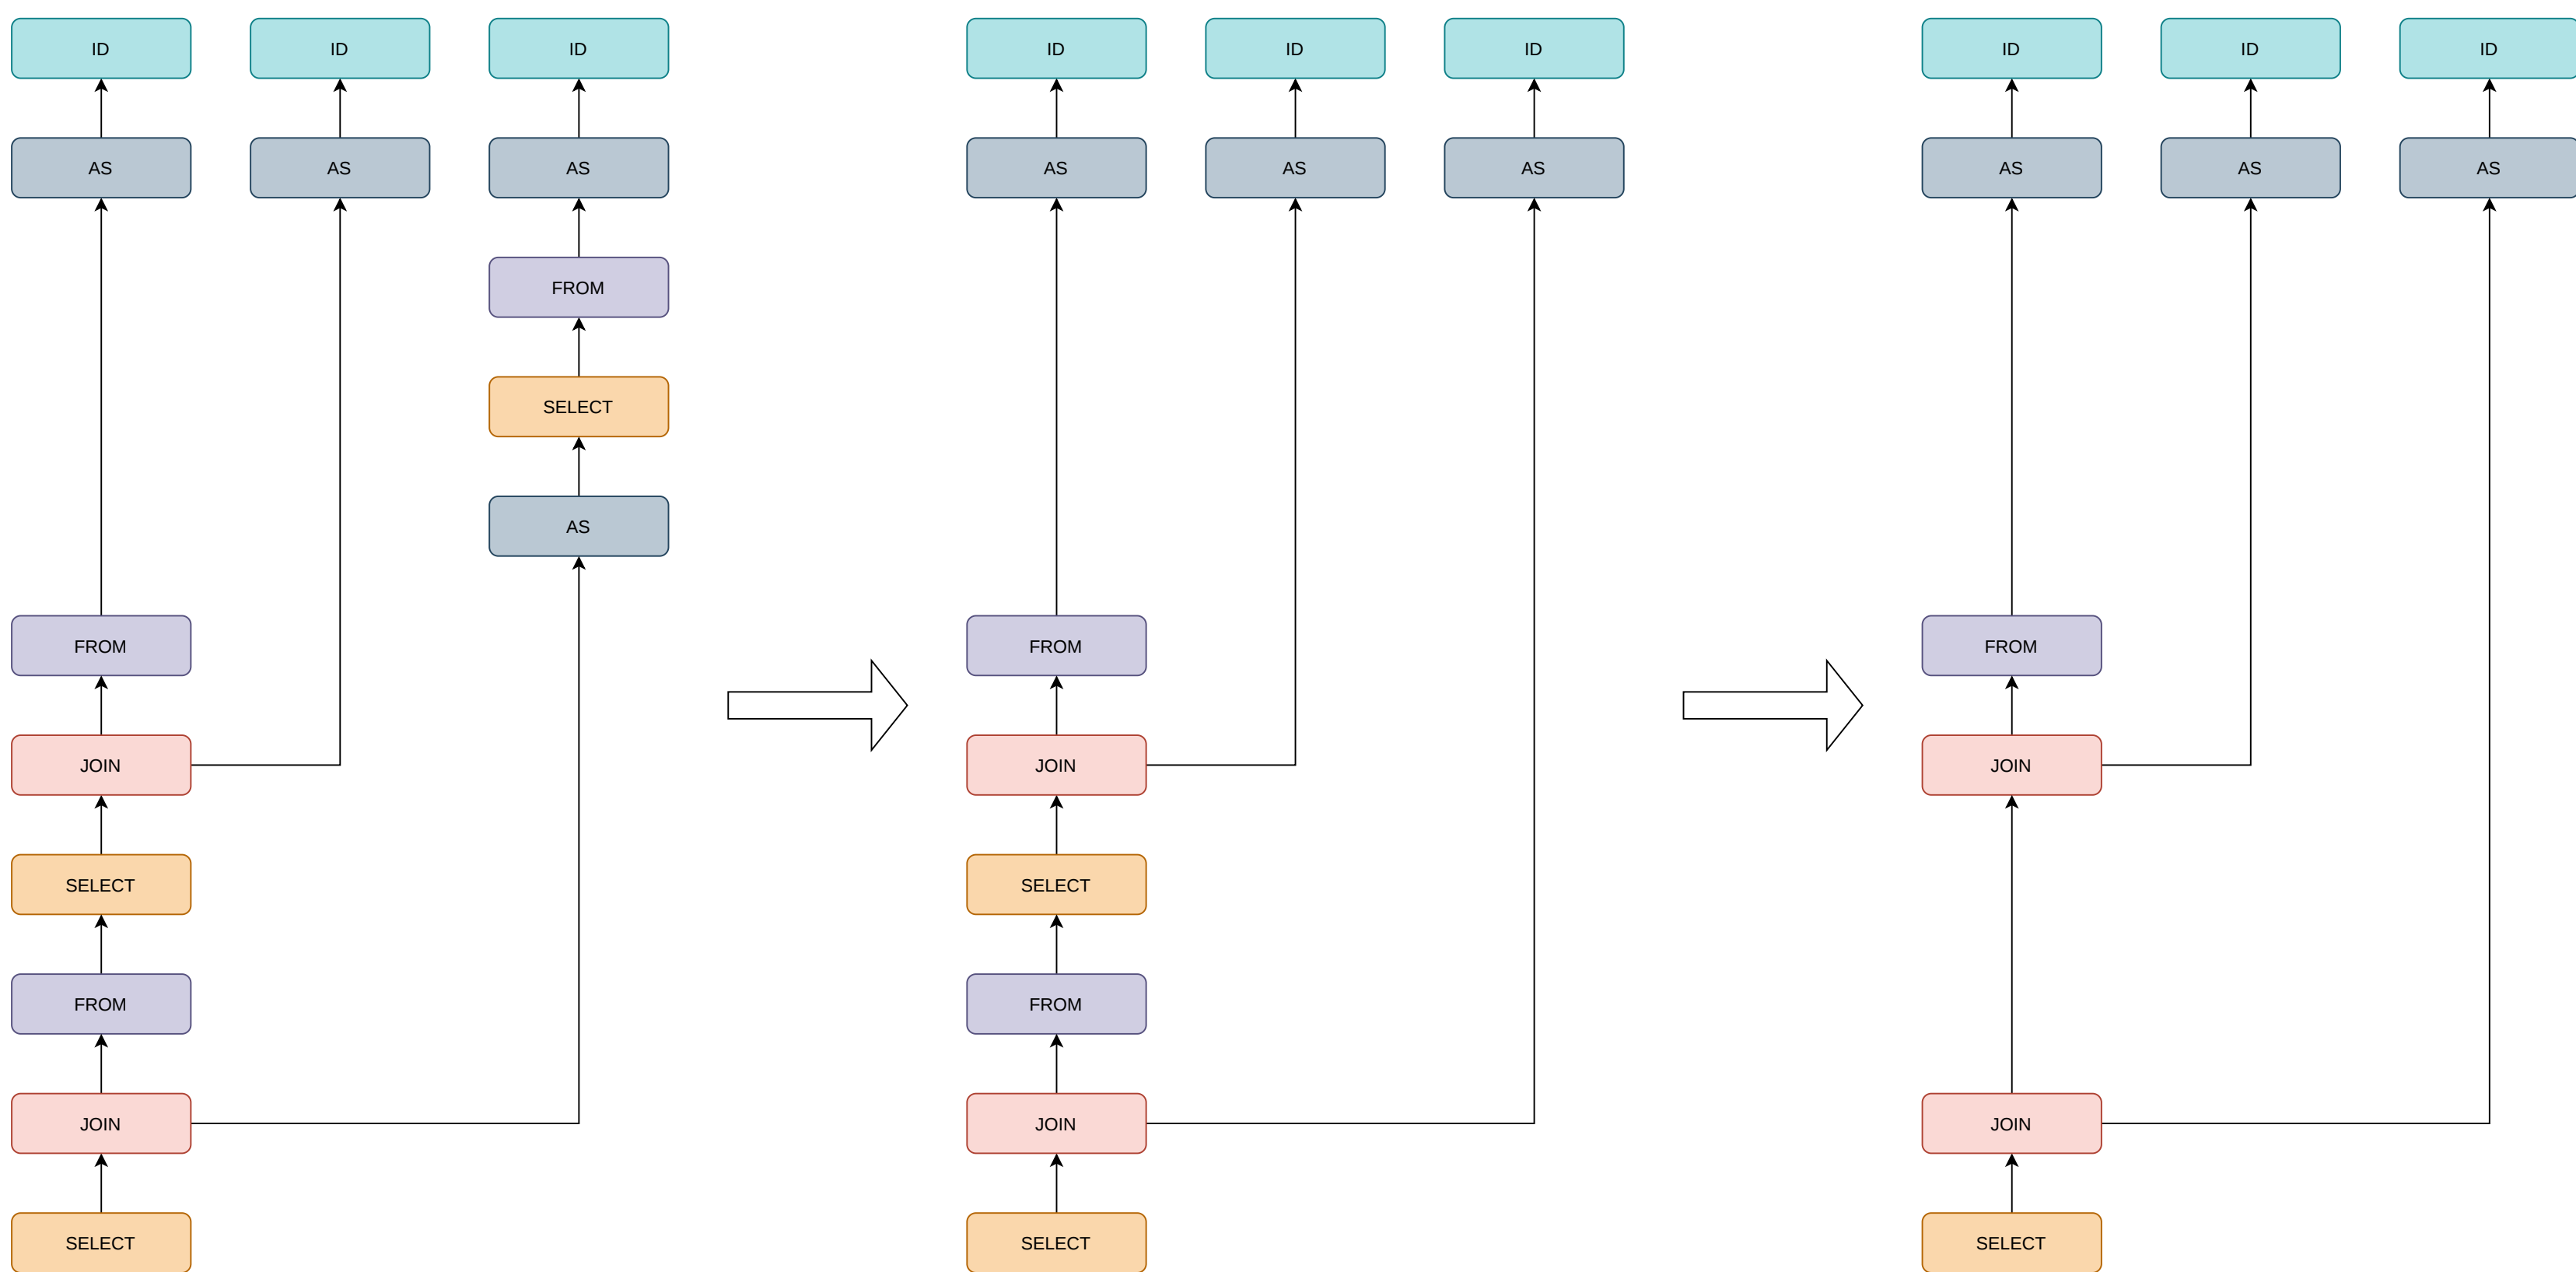 ID ID ID ID ID ID ID ID ID
AS AS AS AS AS AS AS AS AS
FROM
SELECT
AS
FROM FROM FROM
JOIN JOIN JOIN
SELECT SELECT
FROM FROM
JOIN JOIN JOIN
SELECT SELECT SELECT